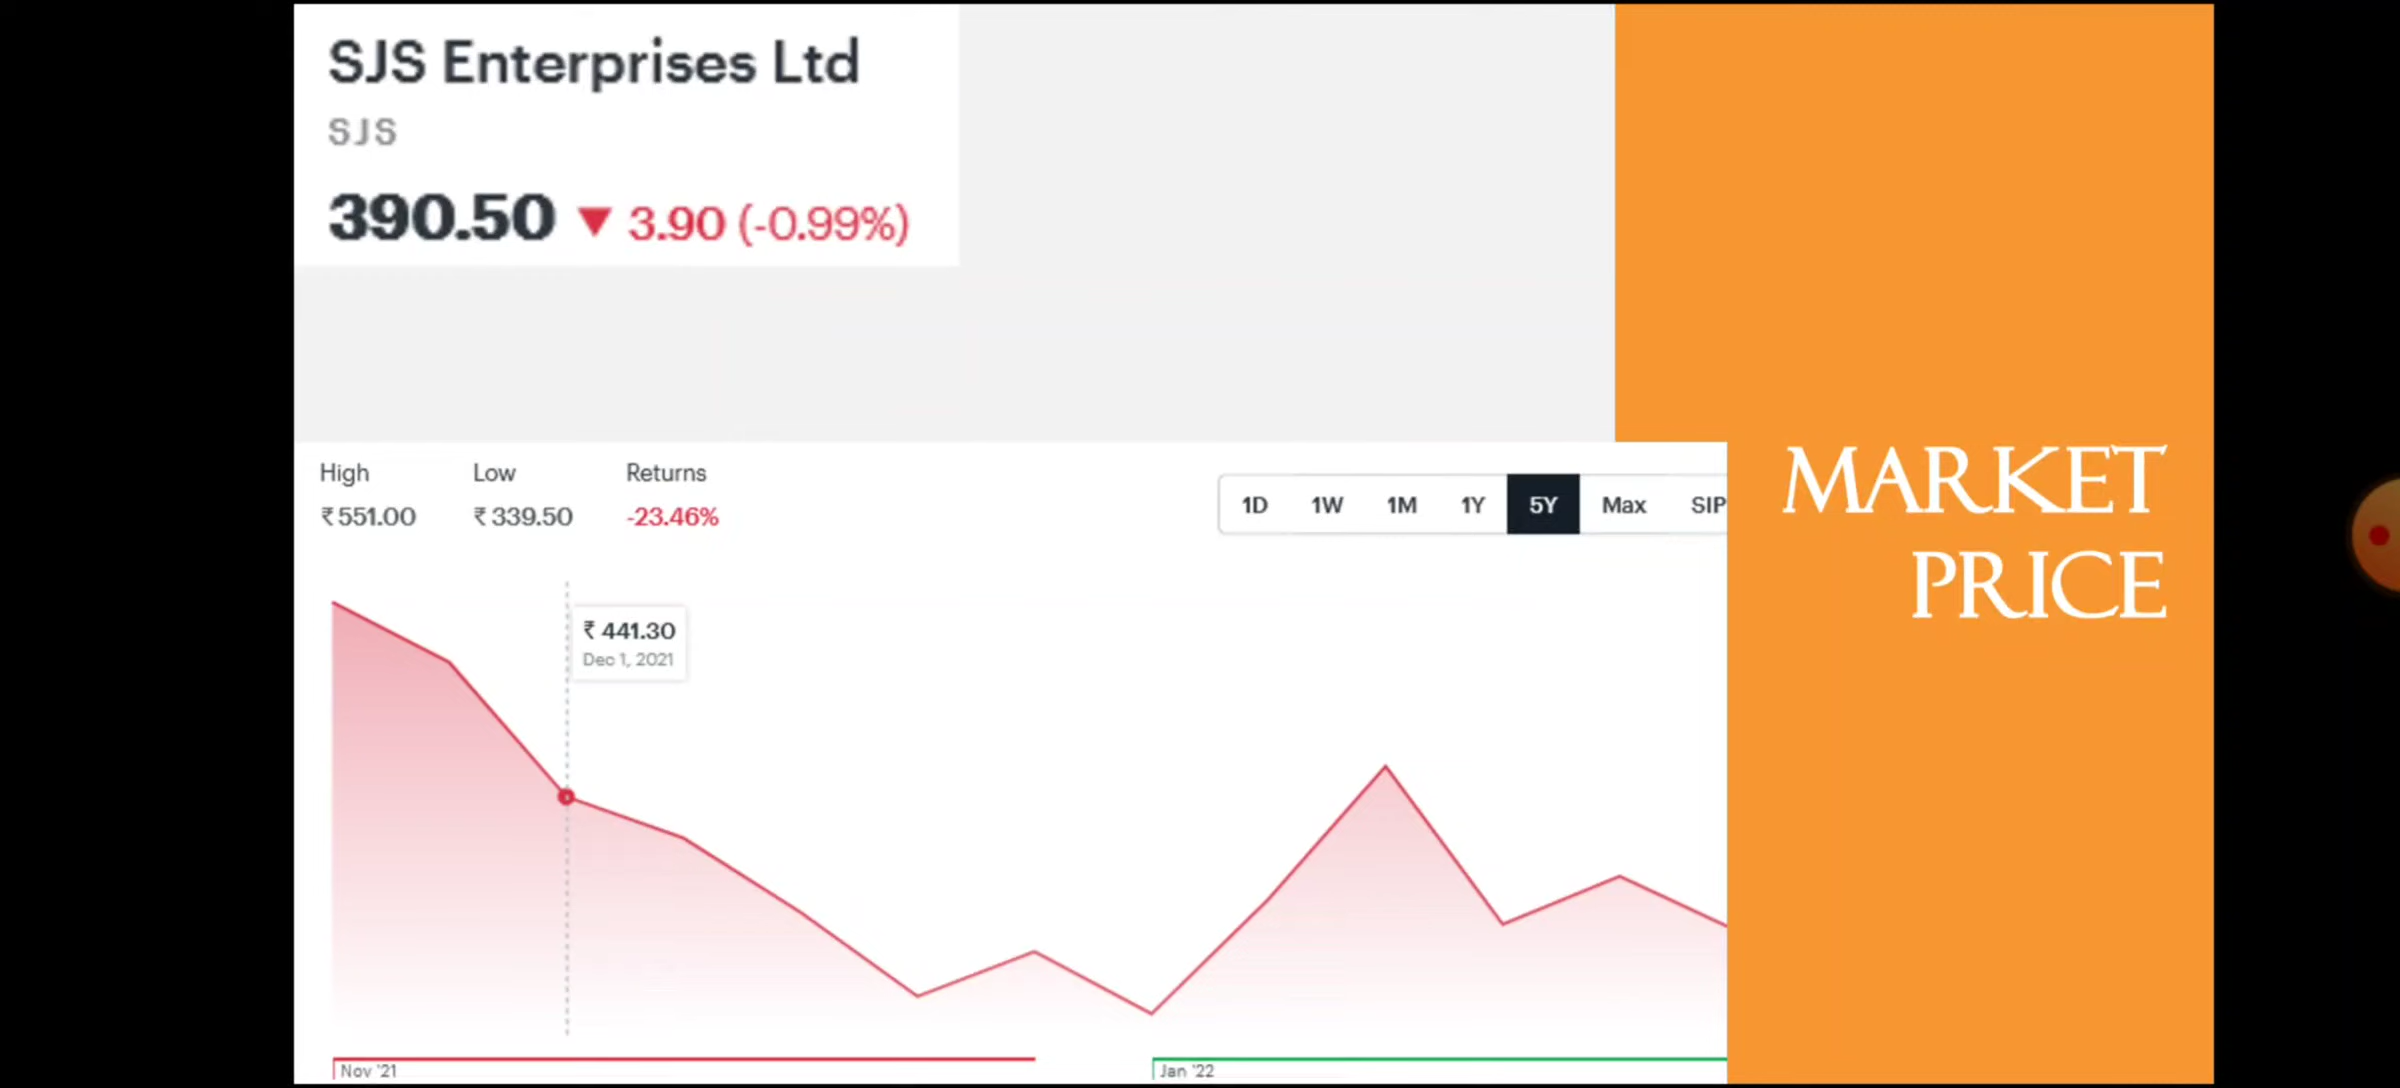 SJS Enterprises Ltd
SJS
390.50 ▼ 3.90 (-0.99%)
High Low Returns
₹551.00 ₹339.50 -23.46%
1D 1W 1M 1Y 5Y Max SIP
MARKET
PRICE
₹ 441.30
Dec 1, 2021
Nov '21 Jan '22